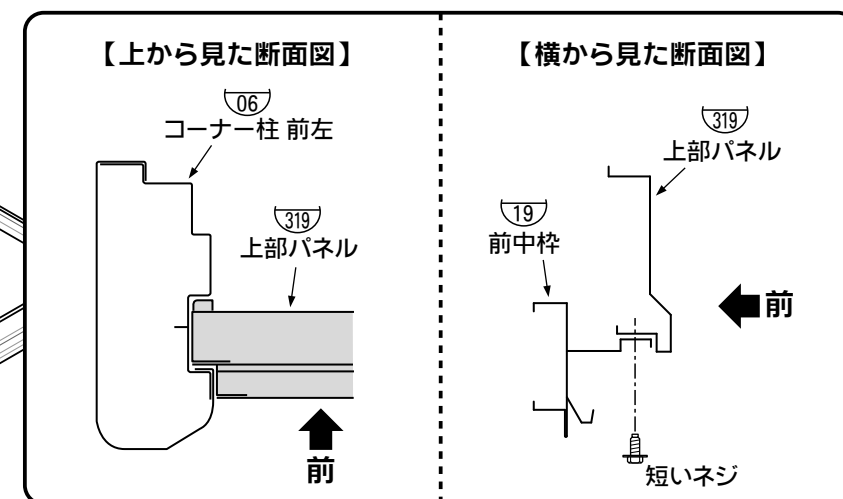 【上から見た断面図】
06
コーナー柱 前左
319
上部パネル
前
【横から見た断面図】
319
上部パネル
19
前中枠
前
短いネジ